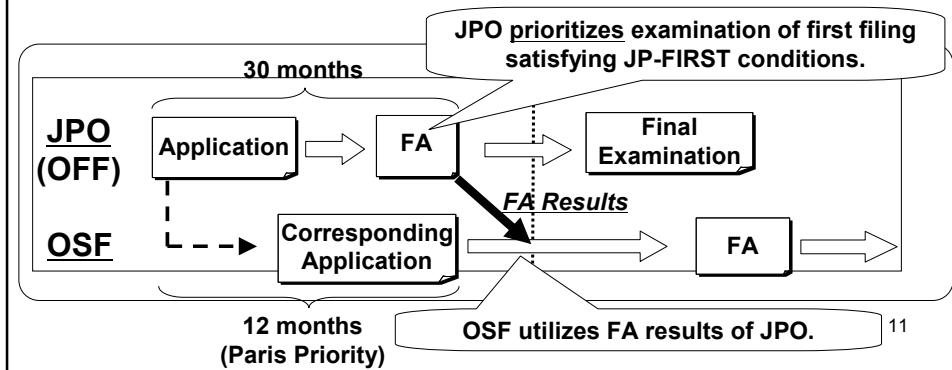 JPO prioritizes examination of first filing
satisfying JP-FIRST conditions.
30 months
JPO
(OFF)
Application
FA
Final
Examination
FA Results
OSF
Corresponding
Application
FA
12 months
(Paris Priority)
OSF utilizes FA results of JPO.
11